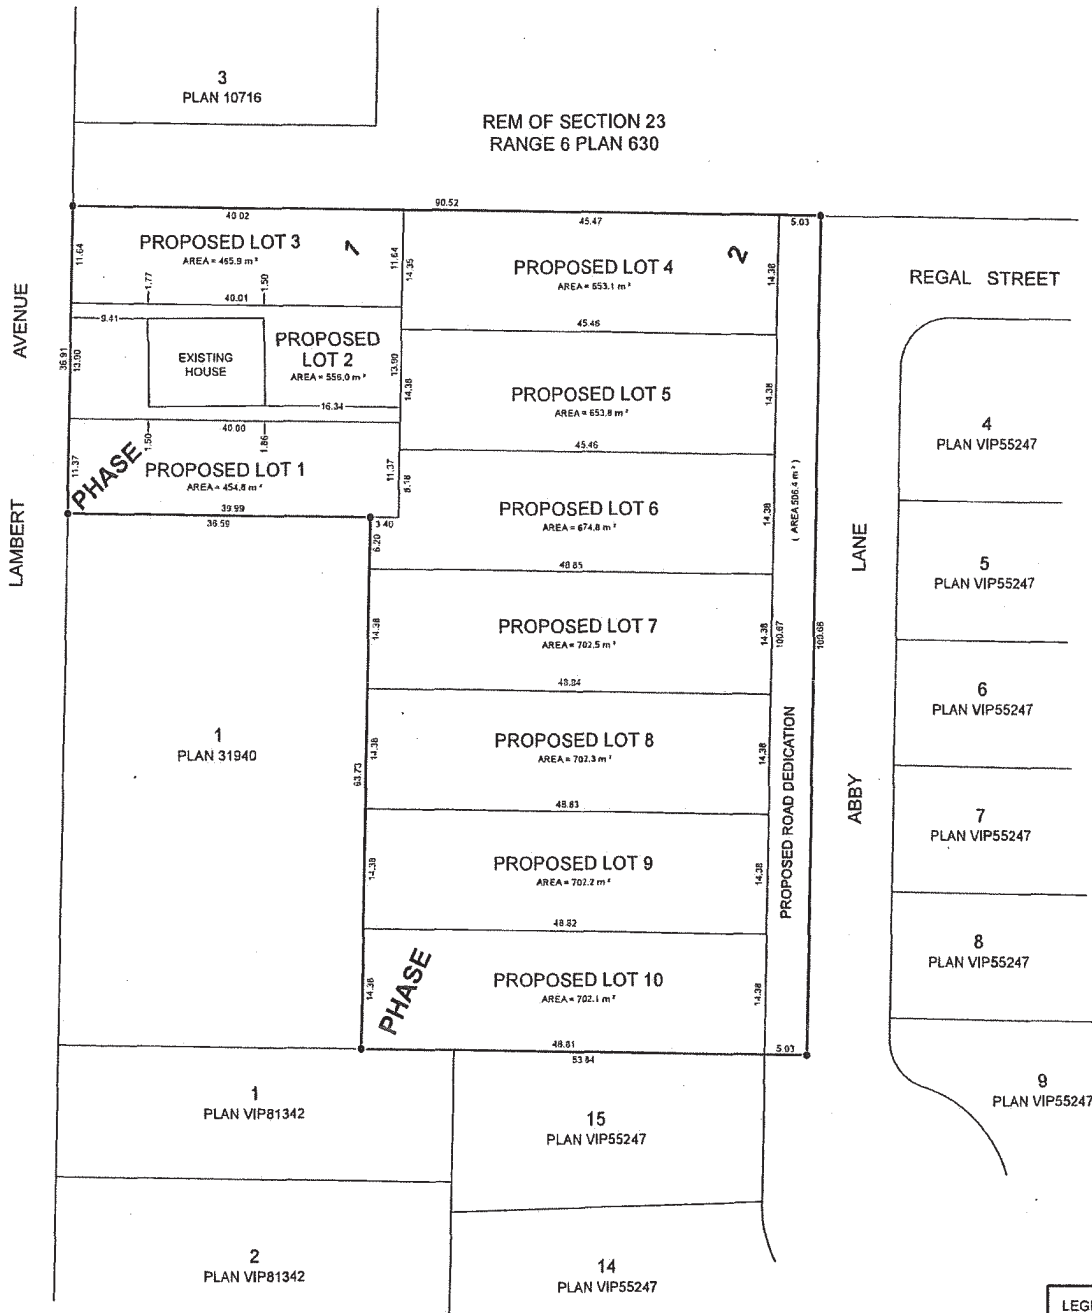 3
PLAN 10716
REM OF SECTION 23
RANGE 6 PLAN 630
90.52
40.02
45.47
5.03
PROPOSED LOT 3
AREA = 465.9 m²
1
11.64
11.64
14.35
1.77
1.50
40.01
PROPOSED LOT 4
AREA = 653.1 m²
2
14.38
45.46
REGAL STREET
AVENUE
LAMBERT
36.91
13.90
9.41
EXISTING
HOUSE
PROPOSED
LOT 2
AREA = 556.0 m²
13.90
14.38
16.34
40.00
1.50
1.86
PROPOSED LOT 5
AREA = 653.8 m²
14.38
45.46
4
PLAN VIP55247
PHASE
11.37
PROPOSED LOT 1
AREA = 454.8 m²
11.37
8.18
39.99
36.59
3.40
6.20
PROPOSED LOT 6
AREA = 674.8 m²
14.38
48.85
( AREA 506.4 m² )
LANE
ABBY
5
PLAN VIP55247
PROPOSED LOT 7
AREA = 702.5 m²
14.38
14.38
100.67
100.66
48.84
6
PLAN VIP55247
1
PLAN 31940
63.73
PROPOSED LOT 8
AREA = 702.3 m²
14.38
14.38
48.83
PROPOSED ROAD DEDICATION
7
PLAN VIP55247
PROPOSED LOT 9
AREA = 702.2 m²
14.38
14.38
48.82
8
PLAN VIP55247
PHASE
PROPOSED LOT 10
AREA = 702.1 m²
14.38
14.38
48.81
53.84
5.03
9
PLAN VIP55247
1
PLAN VIP81342
15
PLAN VIP55247
2
PLAN VIP81342
14
PLAN VIP55247